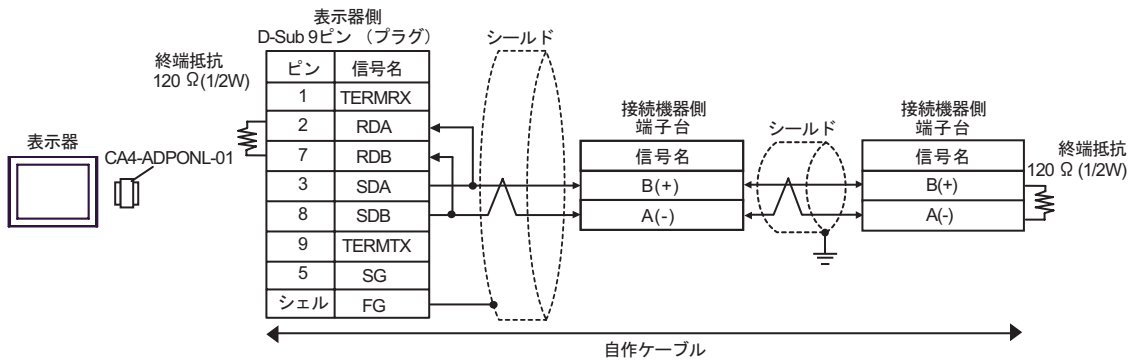 表示器
CA4-ADPONL-01
終端抵抗
120 Ω(1/2W)
表示器側
D-Sub 9ピン （プラグ）
ピン 信号名
1 TERMRX
2 RDA
7 RDB
3 SDA
8 SDB
9 TERMTX
5 SG
シェル FG
シールド
接続機器側
端子台
信号名
B(+)
A(-)
シールド
接続機器側
端子台
信号名
B(+)
A(-)
終端抵抗
120 Ω (1/2W)
自作ケーブル